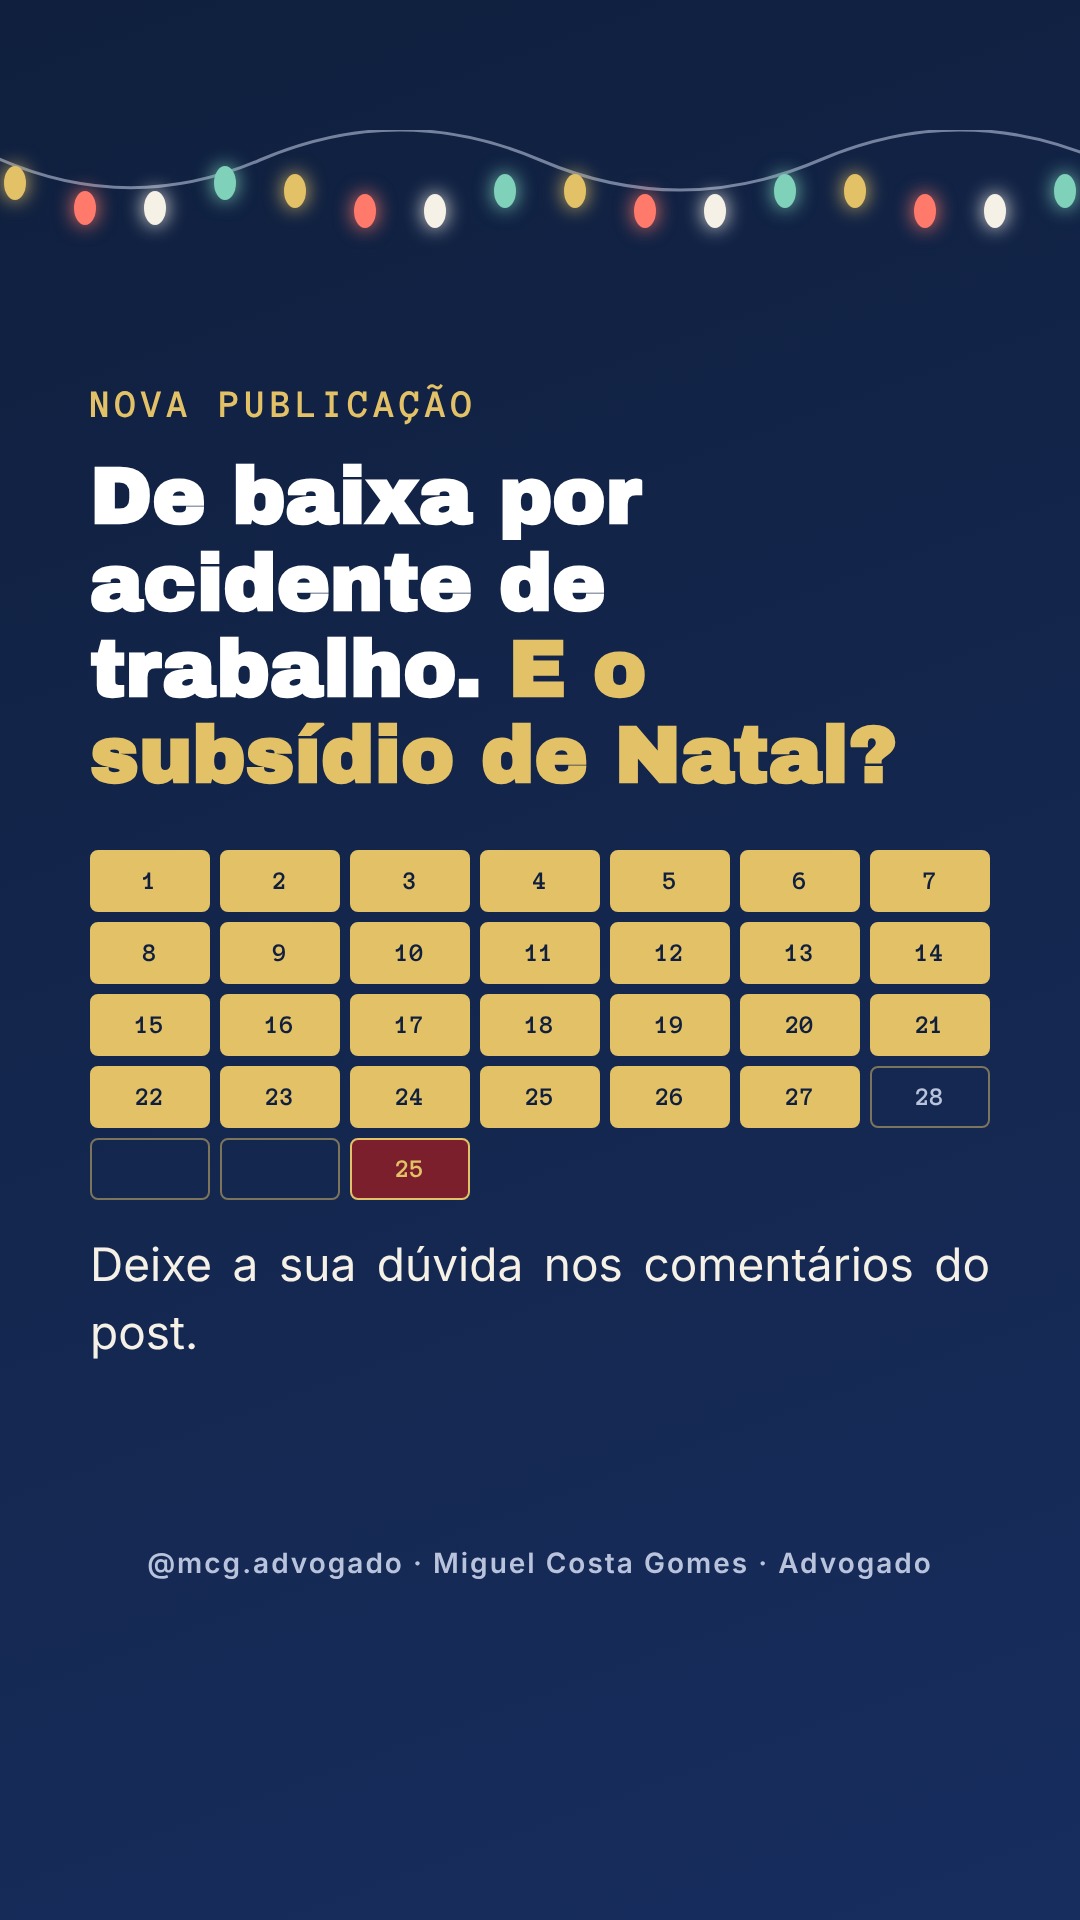 NOVA PUBLICAÇÃO
De baixa por
acidente de
trabalho. E o
subsídio de Natal?
1 2 3 4 5 6 7
8 9 10 11 12 13 14
15 16 17 18 19 20 21
22 23 24 25 26 27 28
25
Deixe a sua dúvida nos comentários do
post.
@mcg.advogado · Miguel Costa Gomes · Advogado